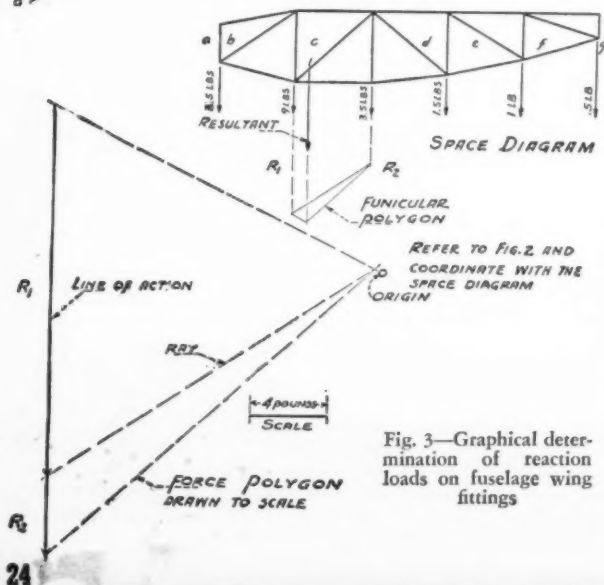 a b c d e f g
8.5 LBS
9 LBS
3.5 LBS
1.5 LBS
1 LB
.5 LB
RESULTANT
SPACE DIAGRAM
R1
R2
FUNICULAR
POLYGON
REFER TO FIG. 2 AND
COORDINATE WITH THE
SPACE DIAGRAM
O
ORIGIN
R1
LINE OF ACTION
RAY
4 POUNDS
SCALE
FORCE POLYGON
DRAWN TO SCALE
R2
Fig. 3—Graphical deter-
mination of reaction
loads on fuselage wing
fittings
24